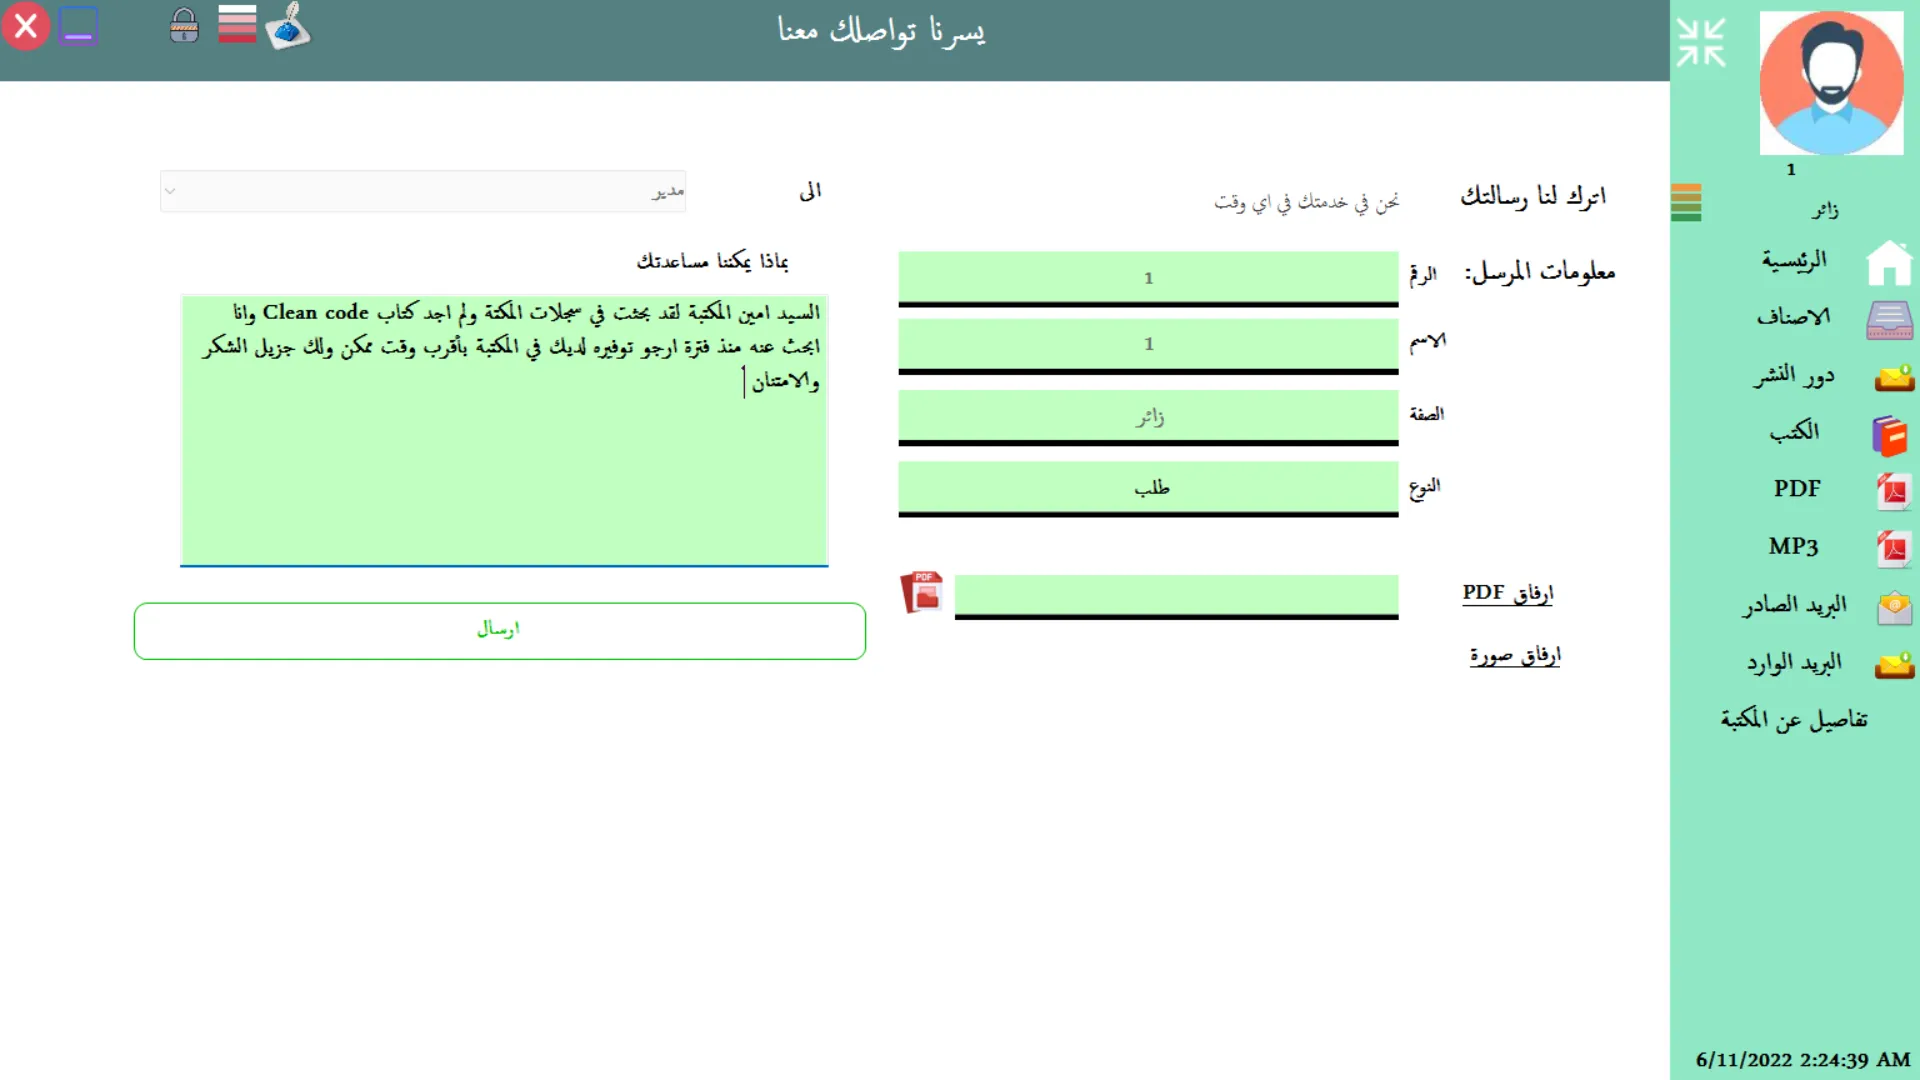 يسرنا تواصلك معنا
1
زائر
الرئيسية
الاصناف
دور النشر
الكتب
PDF
MP3
البريد الصادر
البريد الوارد
تفاصيل عن المكتبة
6/11/2022 2:24:39 AM
اترك لنا رسالتك
نحن في خدمتك في اي وقت
معلومات المرسل:
الرقم
1
الاسم
1
الصفة
زائر
النوع
طلب
ارفاق PDF
PDF
ارفاق صورة
الى
مدير
بماذا يمكننا مساعدتك
السيد امين المكتبة لقد بحثت في سجلات المكتة ولم اجد كتاب Clean code وانا
ابحث عنه منذ فترة ارجو توفيره لديك في المكتبة بأقرب وقت ممكن ولك جزيل الشكر
والامتنان
ارسال